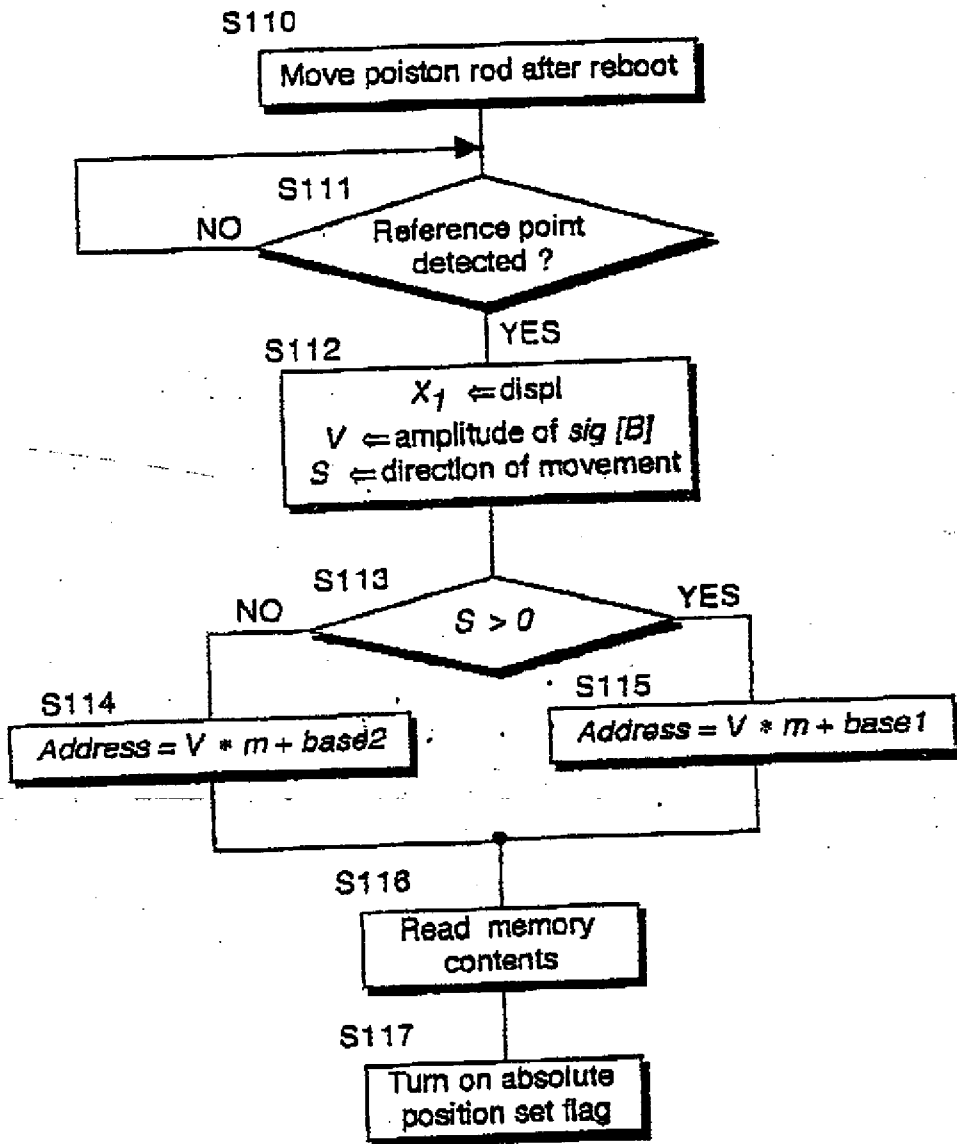 S110
Move poiston rod after reboot
S111
NO
Reference point
detected ?
YES
S112
X1 ⇐ displ
V ⇐ amplitude of sig [B]
S ⇐ direction of movement
S113
NO
YES
S > 0
S114
S115
Address = V * m + base2
Address = V * m + base1
S116
Read memory
contents
S117
Turn on absolute
position set flag